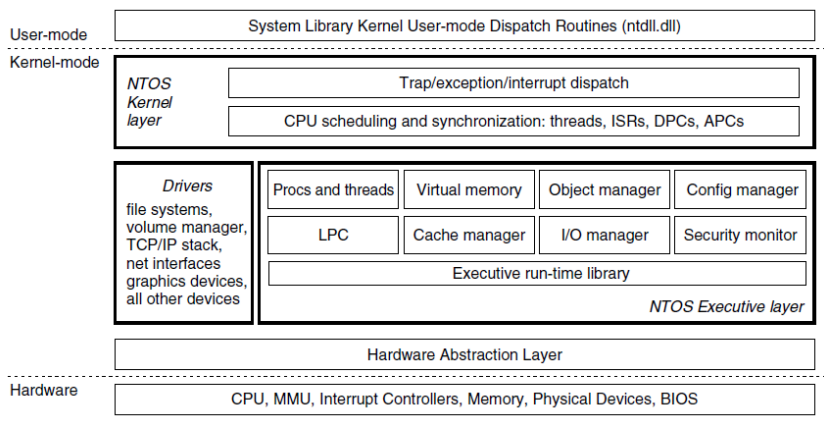 System Library Kernel User-mode Dispatch Routines (ntdll.dll)
User-mode
Kernel-mode
NTOS
Kernel
layer
Trap/exception/interrupt dispatch
CPU scheduling and synchronization: threads, ISRs, DPCs, APCs
Drivers
file systems,
volume manager,
TCP/IP stack,
net interfaces
graphics devices,
all other devices
Procs and threads
Virtual memory
Object manager
Config manager
LPC
Cache manager
I/O manager
Security monitor
Executive run-time library
NTOS Executive layer
Hardware Abstraction Layer
Hardware
CPU, MMU, Interrupt Controllers, Memory, Physical Devices, BIOS